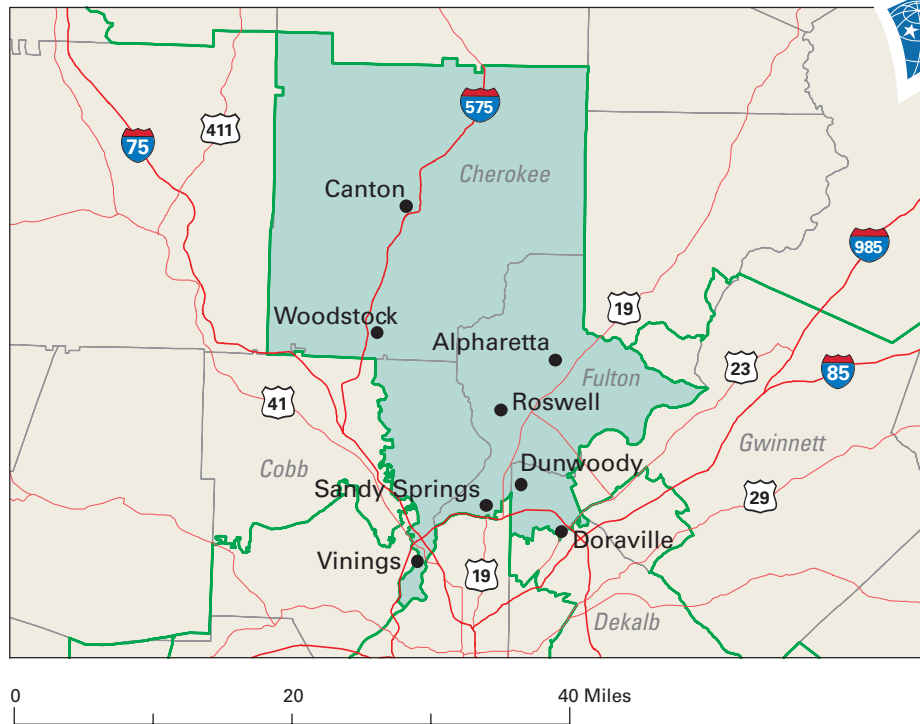 575
411
75
Cherokee
Canton
985
19
Woodstock
Alpharetta
23
85
Fulton
41
Roswell
Gwinnett
Cobb
Dunwoody
Sandy Springs
29
Doraville
Vinings
19
Dekalb
0 20 40 Miles